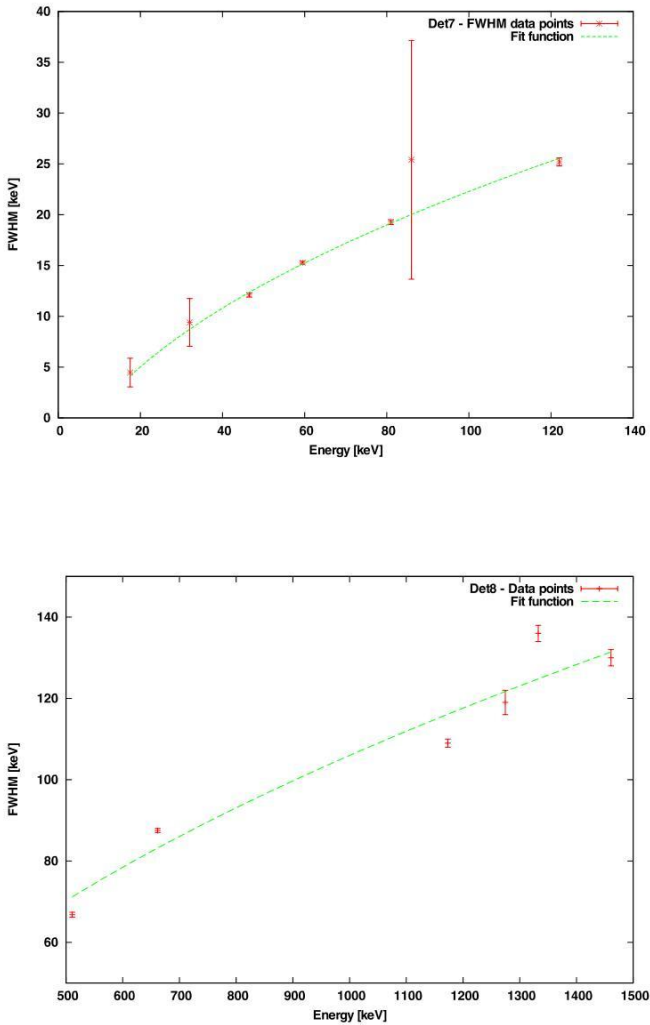 40
35
30
25
20
15
10
5
0
FWHM [keV]
Det7 - FWHM data points
Fit function
0 20 40 60 80 100 120 140
Energy [keV]
140
120
100
80
60
FWHM [keV]
Det8 - Data points
Fit function
500 600 700 800 900 1000 1100 1200 1300 1400 1500
Energy [keV]